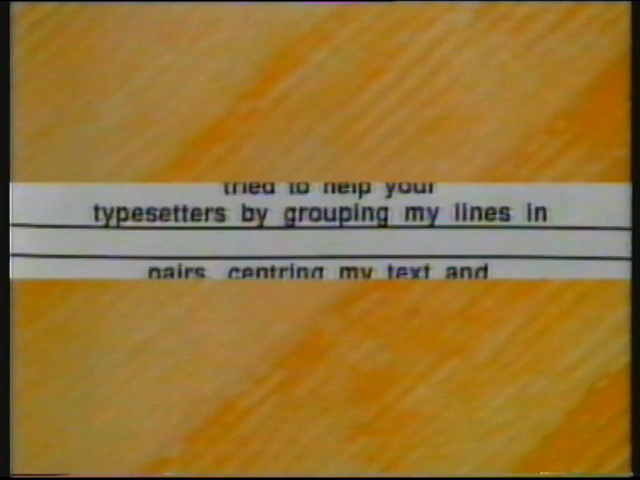 tried to help your
typesetters by grouping my lines in
pairs, centring my text and